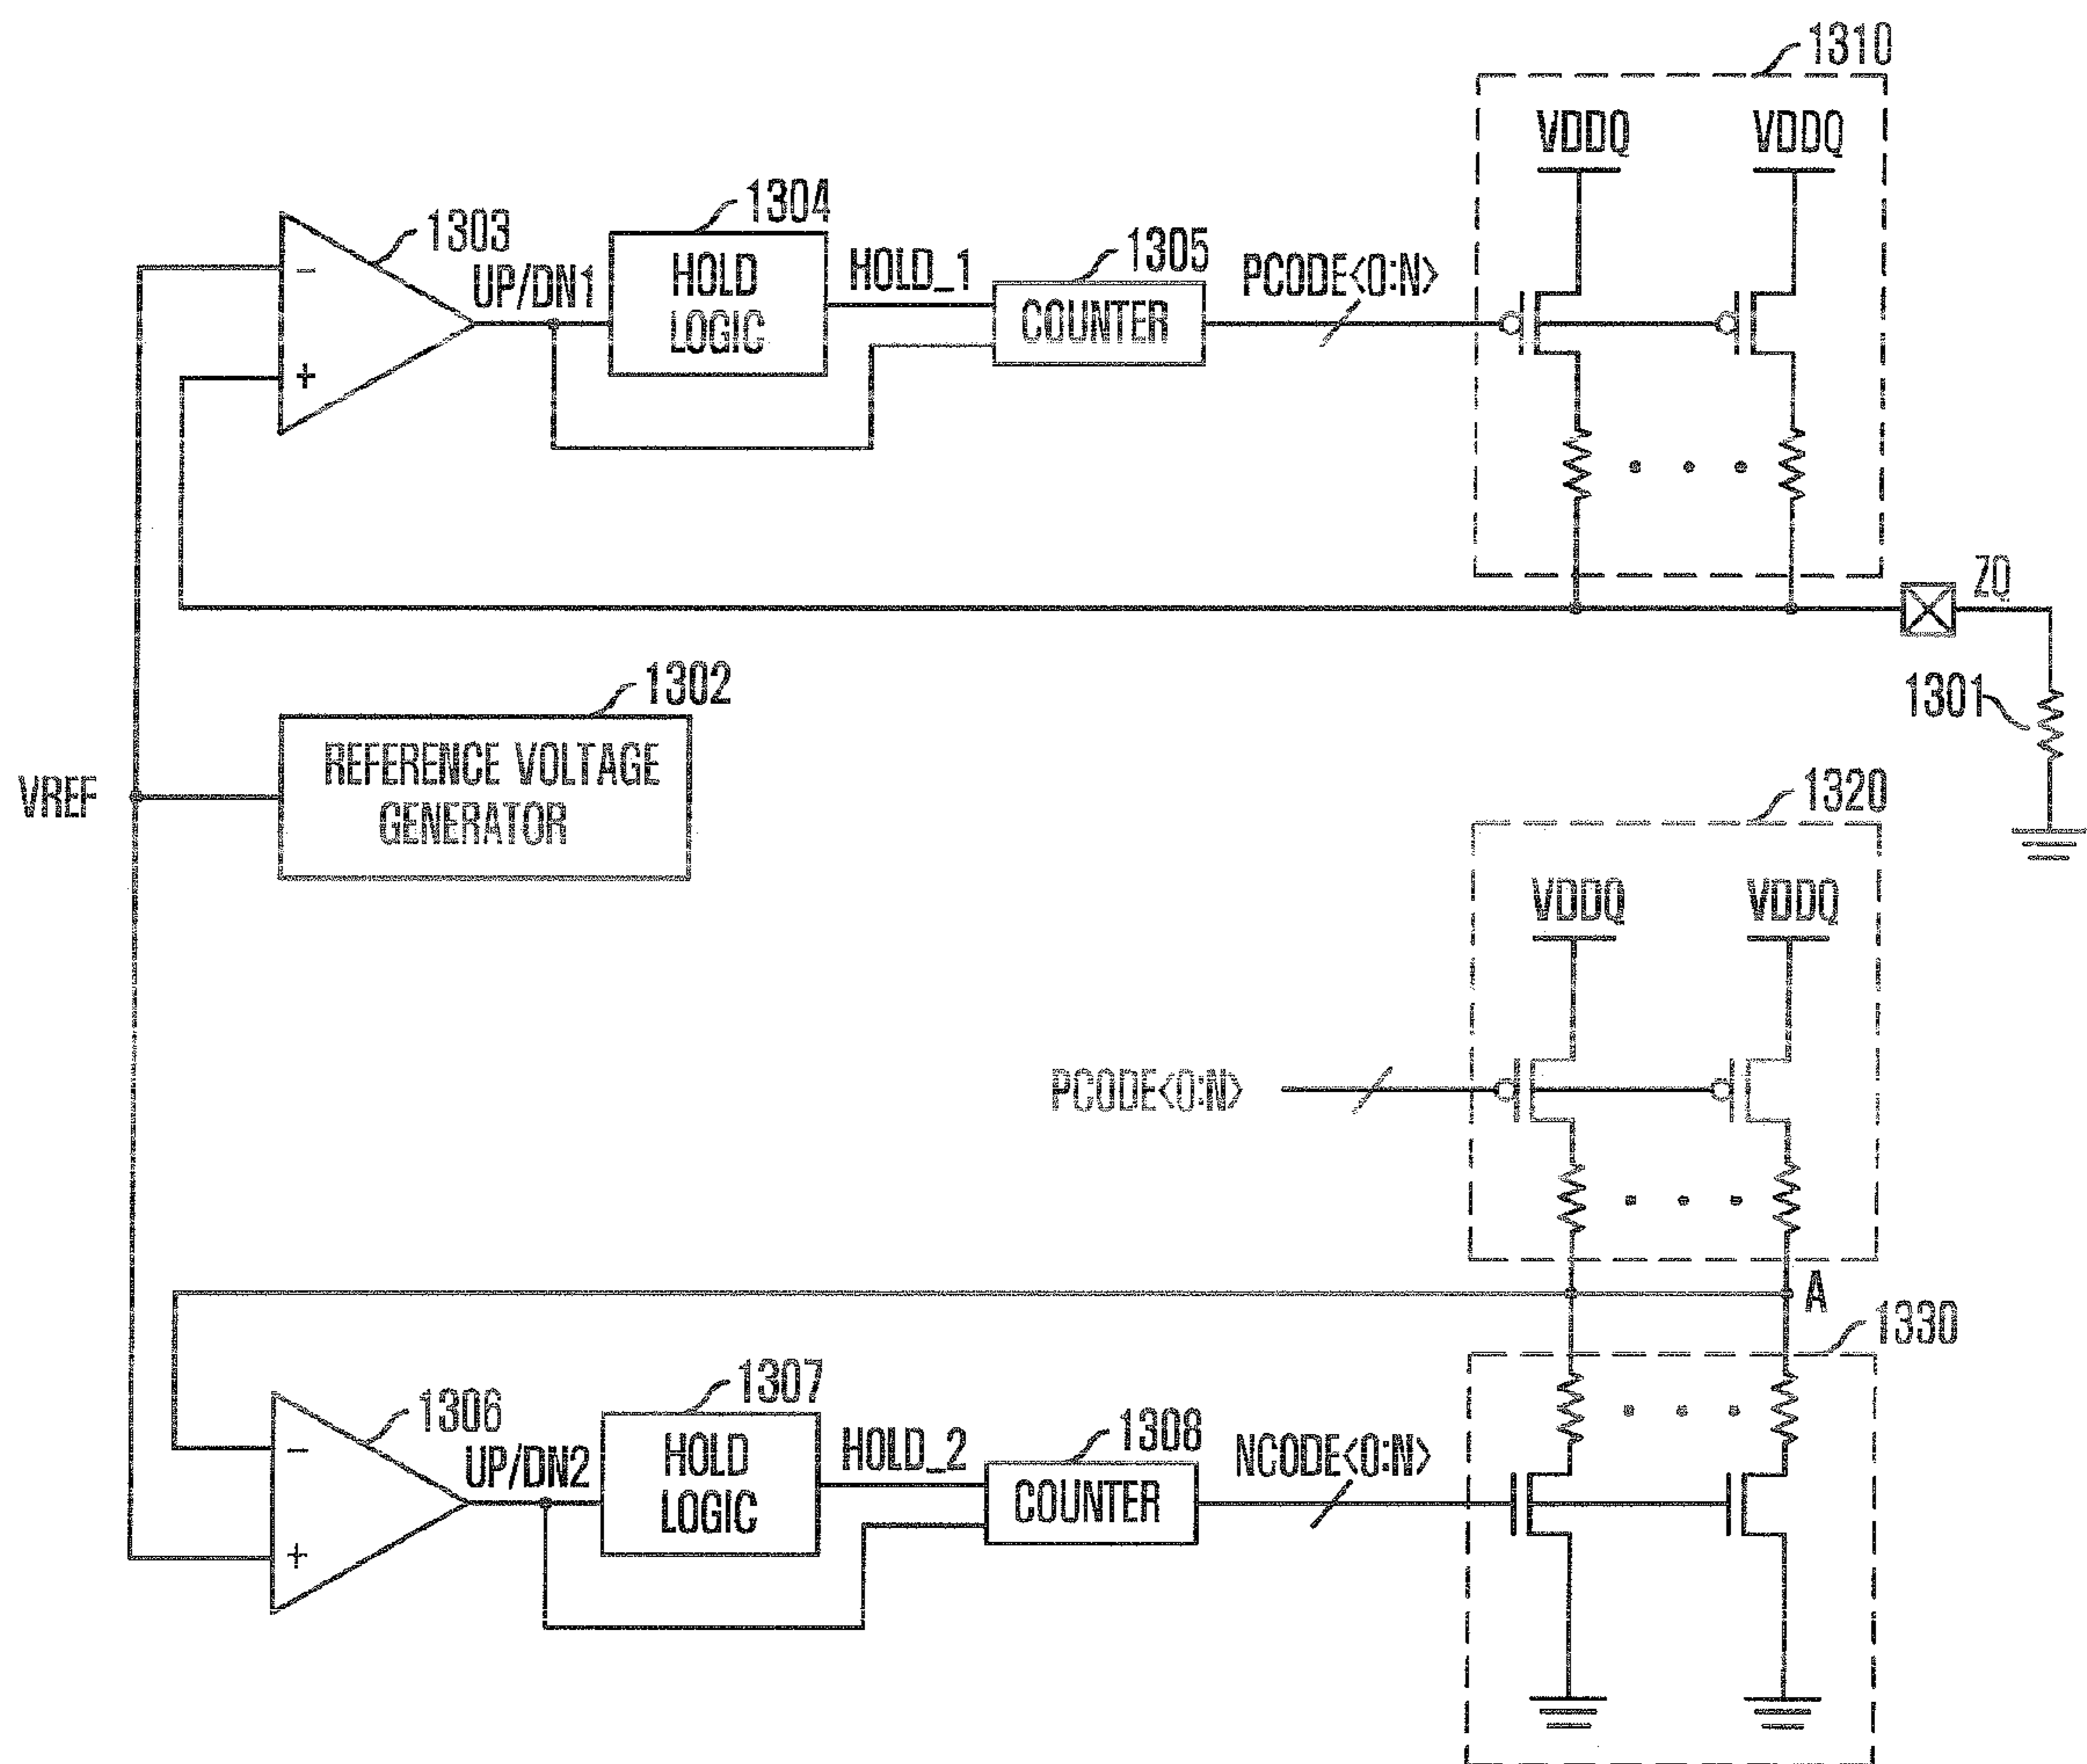 1310
VDDQ VDDQ
1304
1303
1305
UP/DN1
HOLD
LOGIC
HOLD_1
COUNTER
PCODE<0:N>
-
+
ZQ
1302
1301
REFERENCE VOLTAGE
GENERATOR
VREF
1320
VDDQ VDDQ
PCODE<0:N>
A
1330
1307
1306
1308
UP/DN2
HOLD
LOGIC
HOLD_2
COUNTER
NCODE<0:N>
-
+